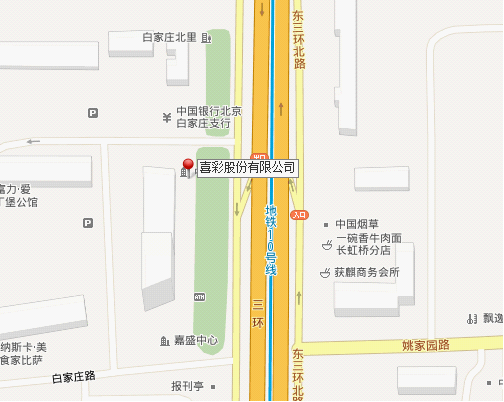 白家庄北里
东三环北路
P
¥ 中国银行北京
白家庄支行
出口
喜彩股份有限公司
富力·爱
丁堡公馆
P
地铁10号线
入口
中国烟草
一碗香牛肉面
长虹桥分店
获麒商务会所
ATM
三环
飘逸
嘉盛中心
姚家园路
纳斯卡·美
食家比萨
东三环北路
白家庄路
报刊亭
中